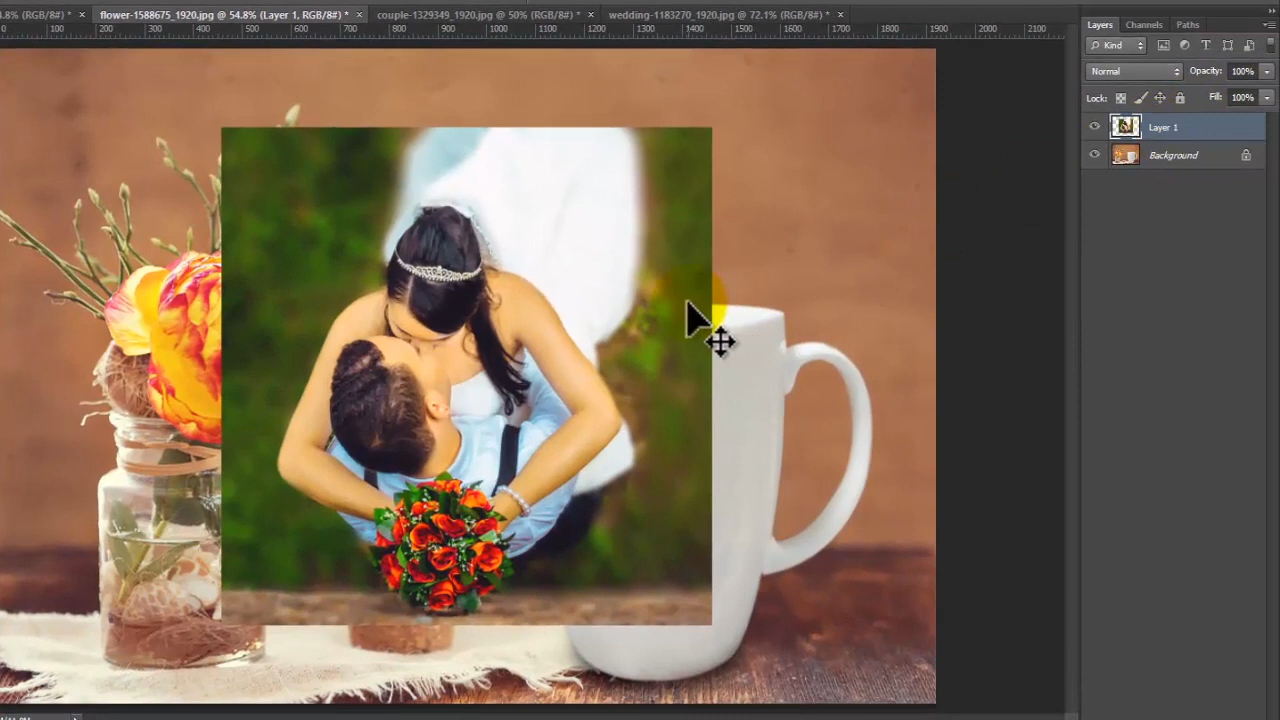 4.8% (RGB/8#) * × flower-1588675_1920.jpg @ 54.8% (Layer 1, RGB/8#) * × couple-1329349_1920.jpg @ 50% (RGB/8#) * × wedding-1183270_1920.jpg @ 72.1% (RGB/8#) * ×
0 100 200 300 400 500 600 700 800 900 1000 1100 1200 1300 1400 1500 1600 1700 1800 1900 2000 2100
Layers Channels Paths
Kind
Normal Opacity: 100%
Lock: Fill: 100%
Layer 1
Background